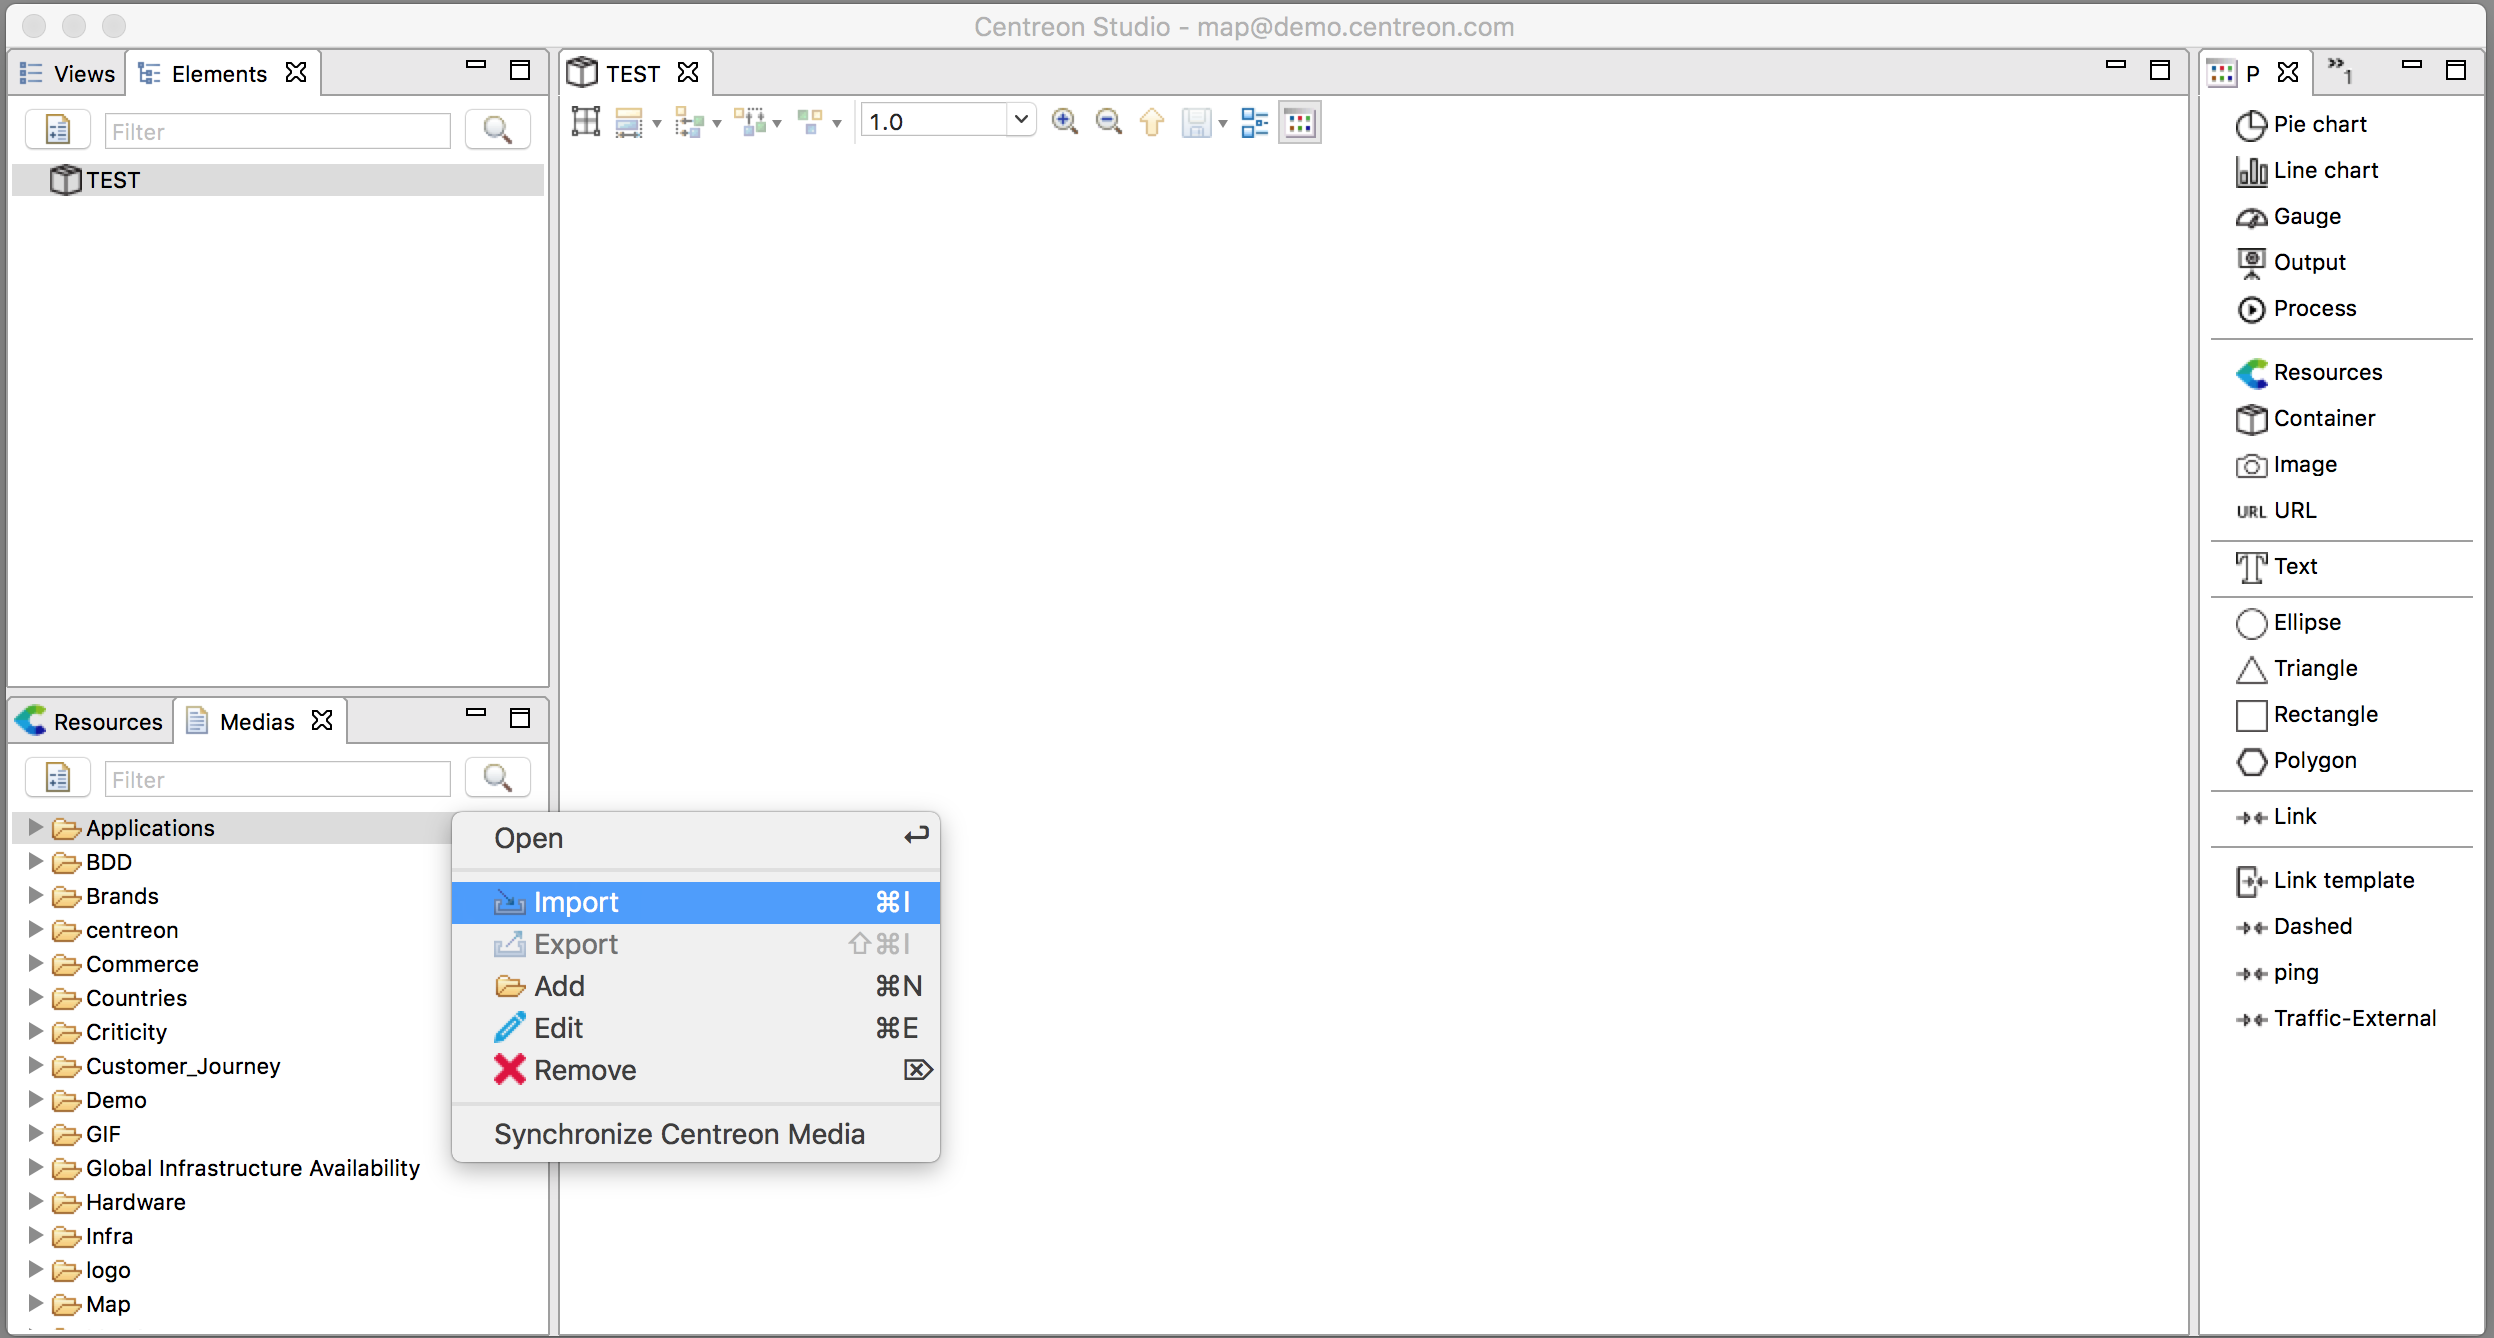 Centreon Studio - map@demo.centreon.com
Views
Elements
Filter
TEST
Resources
Medias
Filter
Applications
BDD
Brands
centreon
Commerce
Countries
Criticity
Customer_Journey
Demo
GIF
Global Infrastructure Availability
Hardware
Infra
logo
Map
TEST
1.0
Open
Import ⌘I
Export ⇧⌘I
Add ⌘N
Edit ⌘E
Remove ⌦
Synchronize Centreon Media
P
»1
Pie chart
Line chart
Gauge
Output
Process
Resources
Container
Image
URL URL
Text
Ellipse
Triangle
Rectangle
Polygon
Link
Link template
Dashed
ping
Traffic-External